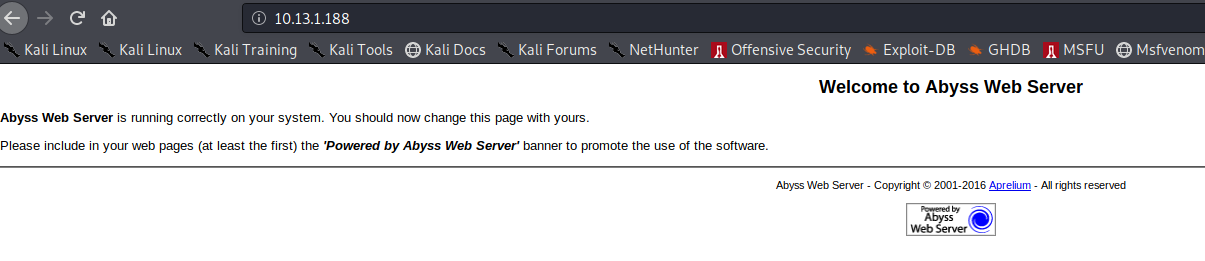 10.13.1.188
Kali Linux Kali Linux Kali Training Kali Tools Kali Docs Kali Forums NetHunter Offensive Security Exploit-DB GHDB MSFU Msfvenom
Welcome to Abyss Web Server
Abyss Web Server is running correctly on your system. You should now change this page with yours.
Please include in your web pages (at least the first) the 'Powered by Abyss Web Server' banner to promote the use of the software.
Abyss Web Server - Copyright © 2001-2016 Aprelium - All rights reserved
Powered by
Abyss
Web Server